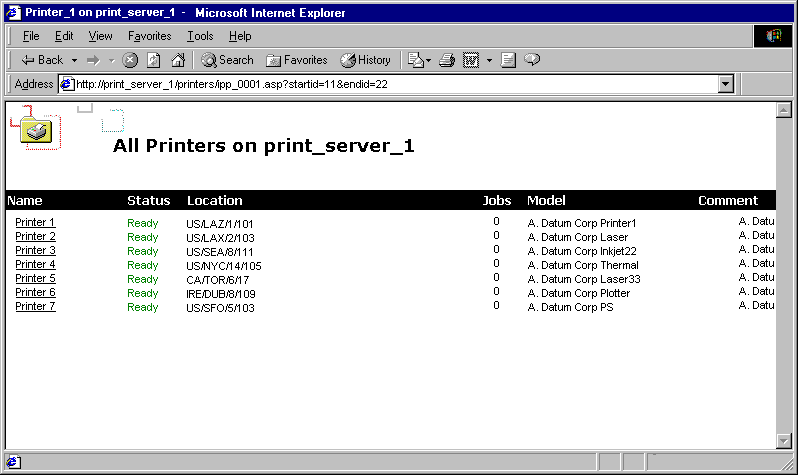 Printer_1 on print_server_1 - Microsoft Internet Explorer
File Edit View Favorites Tools Help
Back Search Favorites History
Address http://print_server_1/printers/ipp_0001.asp?startid=11&endid=22
All Printers on print_server_1
Name Status Location Jobs Model Comment
Printer 1 Ready US/LAZ/1/101 0 A. Datum Corp Printer1 A. Datu
Printer 2 Ready US/LAX/2/103 0 A. Datum Corp Laser A. Datu
Printer 3 Ready US/SEA/8/111 0 A. Datum Corp Inkjet22 A. Datu
Printer 4 Ready US/NYC/14/105 0 A. Datum Corp Thermal A. Datu
Printer 5 Ready CA/TOR/6/17 0 A. Datum Corp Laser33 A. Datu
Printer 6 Ready IRE/DUB/8/109 0 A. Datum Corp Plotter A. Datu
Printer 7 Ready US/SFO/5/103 0 A. Datum Corp PS A. Datu